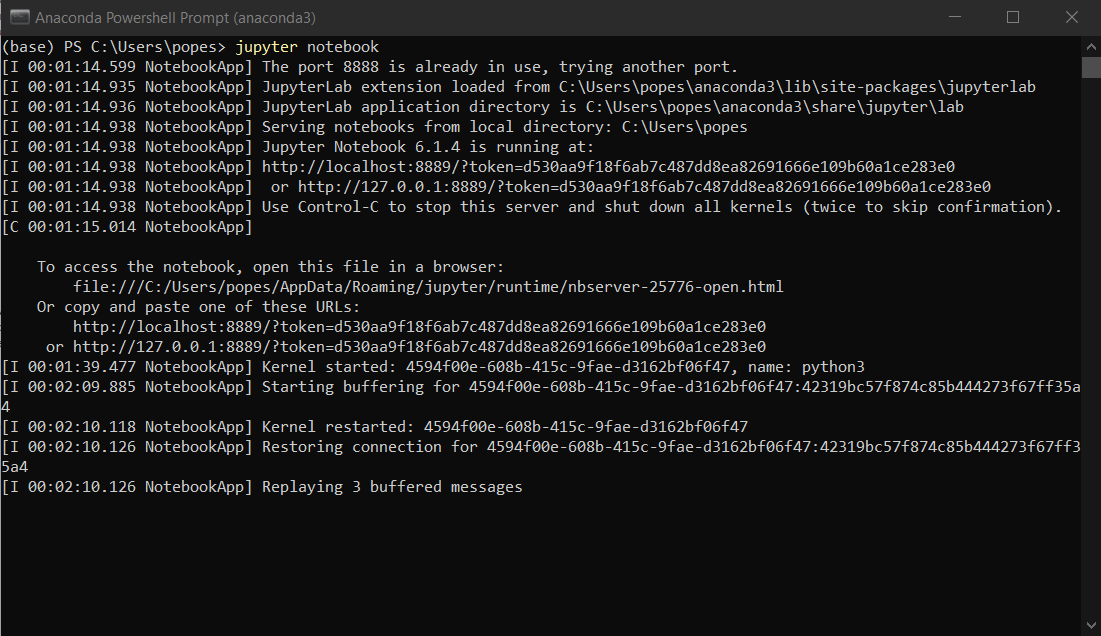 Anaconda Powershell Prompt (anaconda3)
(base) PS C:\Users\popes> jupyter notebook
[I 00:01:14.599 NotebookApp] The port 8888 is already in use, trying another port.
[I 00:01:14.935 NotebookApp] JupyterLab extension loaded from C:\Users\popes\anaconda3\lib\site-packages\jupyterlab
[I 00:01:14.936 NotebookApp] JupyterLab application directory is C:\Users\popes\anaconda3\share\jupyter\lab
[I 00:01:14.938 NotebookApp] Serving notebooks from local directory: C:\Users\popes
[I 00:01:14.938 NotebookApp] Jupyter Notebook 6.1.4 is running at:
[I 00:01:14.938 NotebookApp] http://localhost:8889/?token=d530aa9f18f6ab7c487dd8ea82691666e109b60a1ce283e0
[I 00:01:14.938 NotebookApp]  or http://127.0.0.1:8889/?token=d530aa9f18f6ab7c487dd8ea82691666e109b60a1ce283e0
[I 00:01:14.938 NotebookApp] Use Control-C to stop this server and shut down all kernels (twice to skip confirmation).
[C 00:01:15.014 NotebookApp]
    To access the notebook, open this file in a browser:
        file:///C:/Users/popes/AppData/Roaming/jupyter/runtime/nbserver-25776-open.html
    Or copy and paste one of these URLs:
        http://localhost:8889/?token=d530aa9f18f6ab7c487dd8ea82691666e109b60a1ce283e0
     or http://127.0.0.1:8889/?token=d530aa9f18f6ab7c487dd8ea82691666e109b60a1ce283e0
[I 00:01:39.477 NotebookApp] Kernel started: 4594f00e-608b-415c-9fae-d3162bf06f47, name: python3
[I 00:02:09.885 NotebookApp] Starting buffering for 4594f00e-608b-415c-9fae-d3162bf06f47:42319bc57f874c85b444273f67ff35a
4
[I 00:02:10.118 NotebookApp] Kernel restarted: 4594f00e-608b-415c-9fae-d3162bf06f47
[I 00:02:10.126 NotebookApp] Restoring connection for 4594f00e-608b-415c-9fae-d3162bf06f47:42319bc57f874c85b444273f67ff3
5a4
[I 00:02:10.126 NotebookApp] Replaying 3 buffered messages